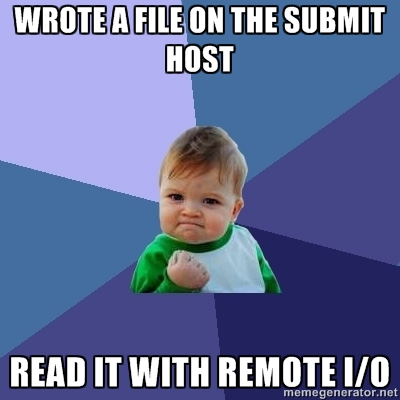 WROTE A FILE ON THE SUBMIT
HOST
READ IT WITH REMOTE I/O
memegenerator.net